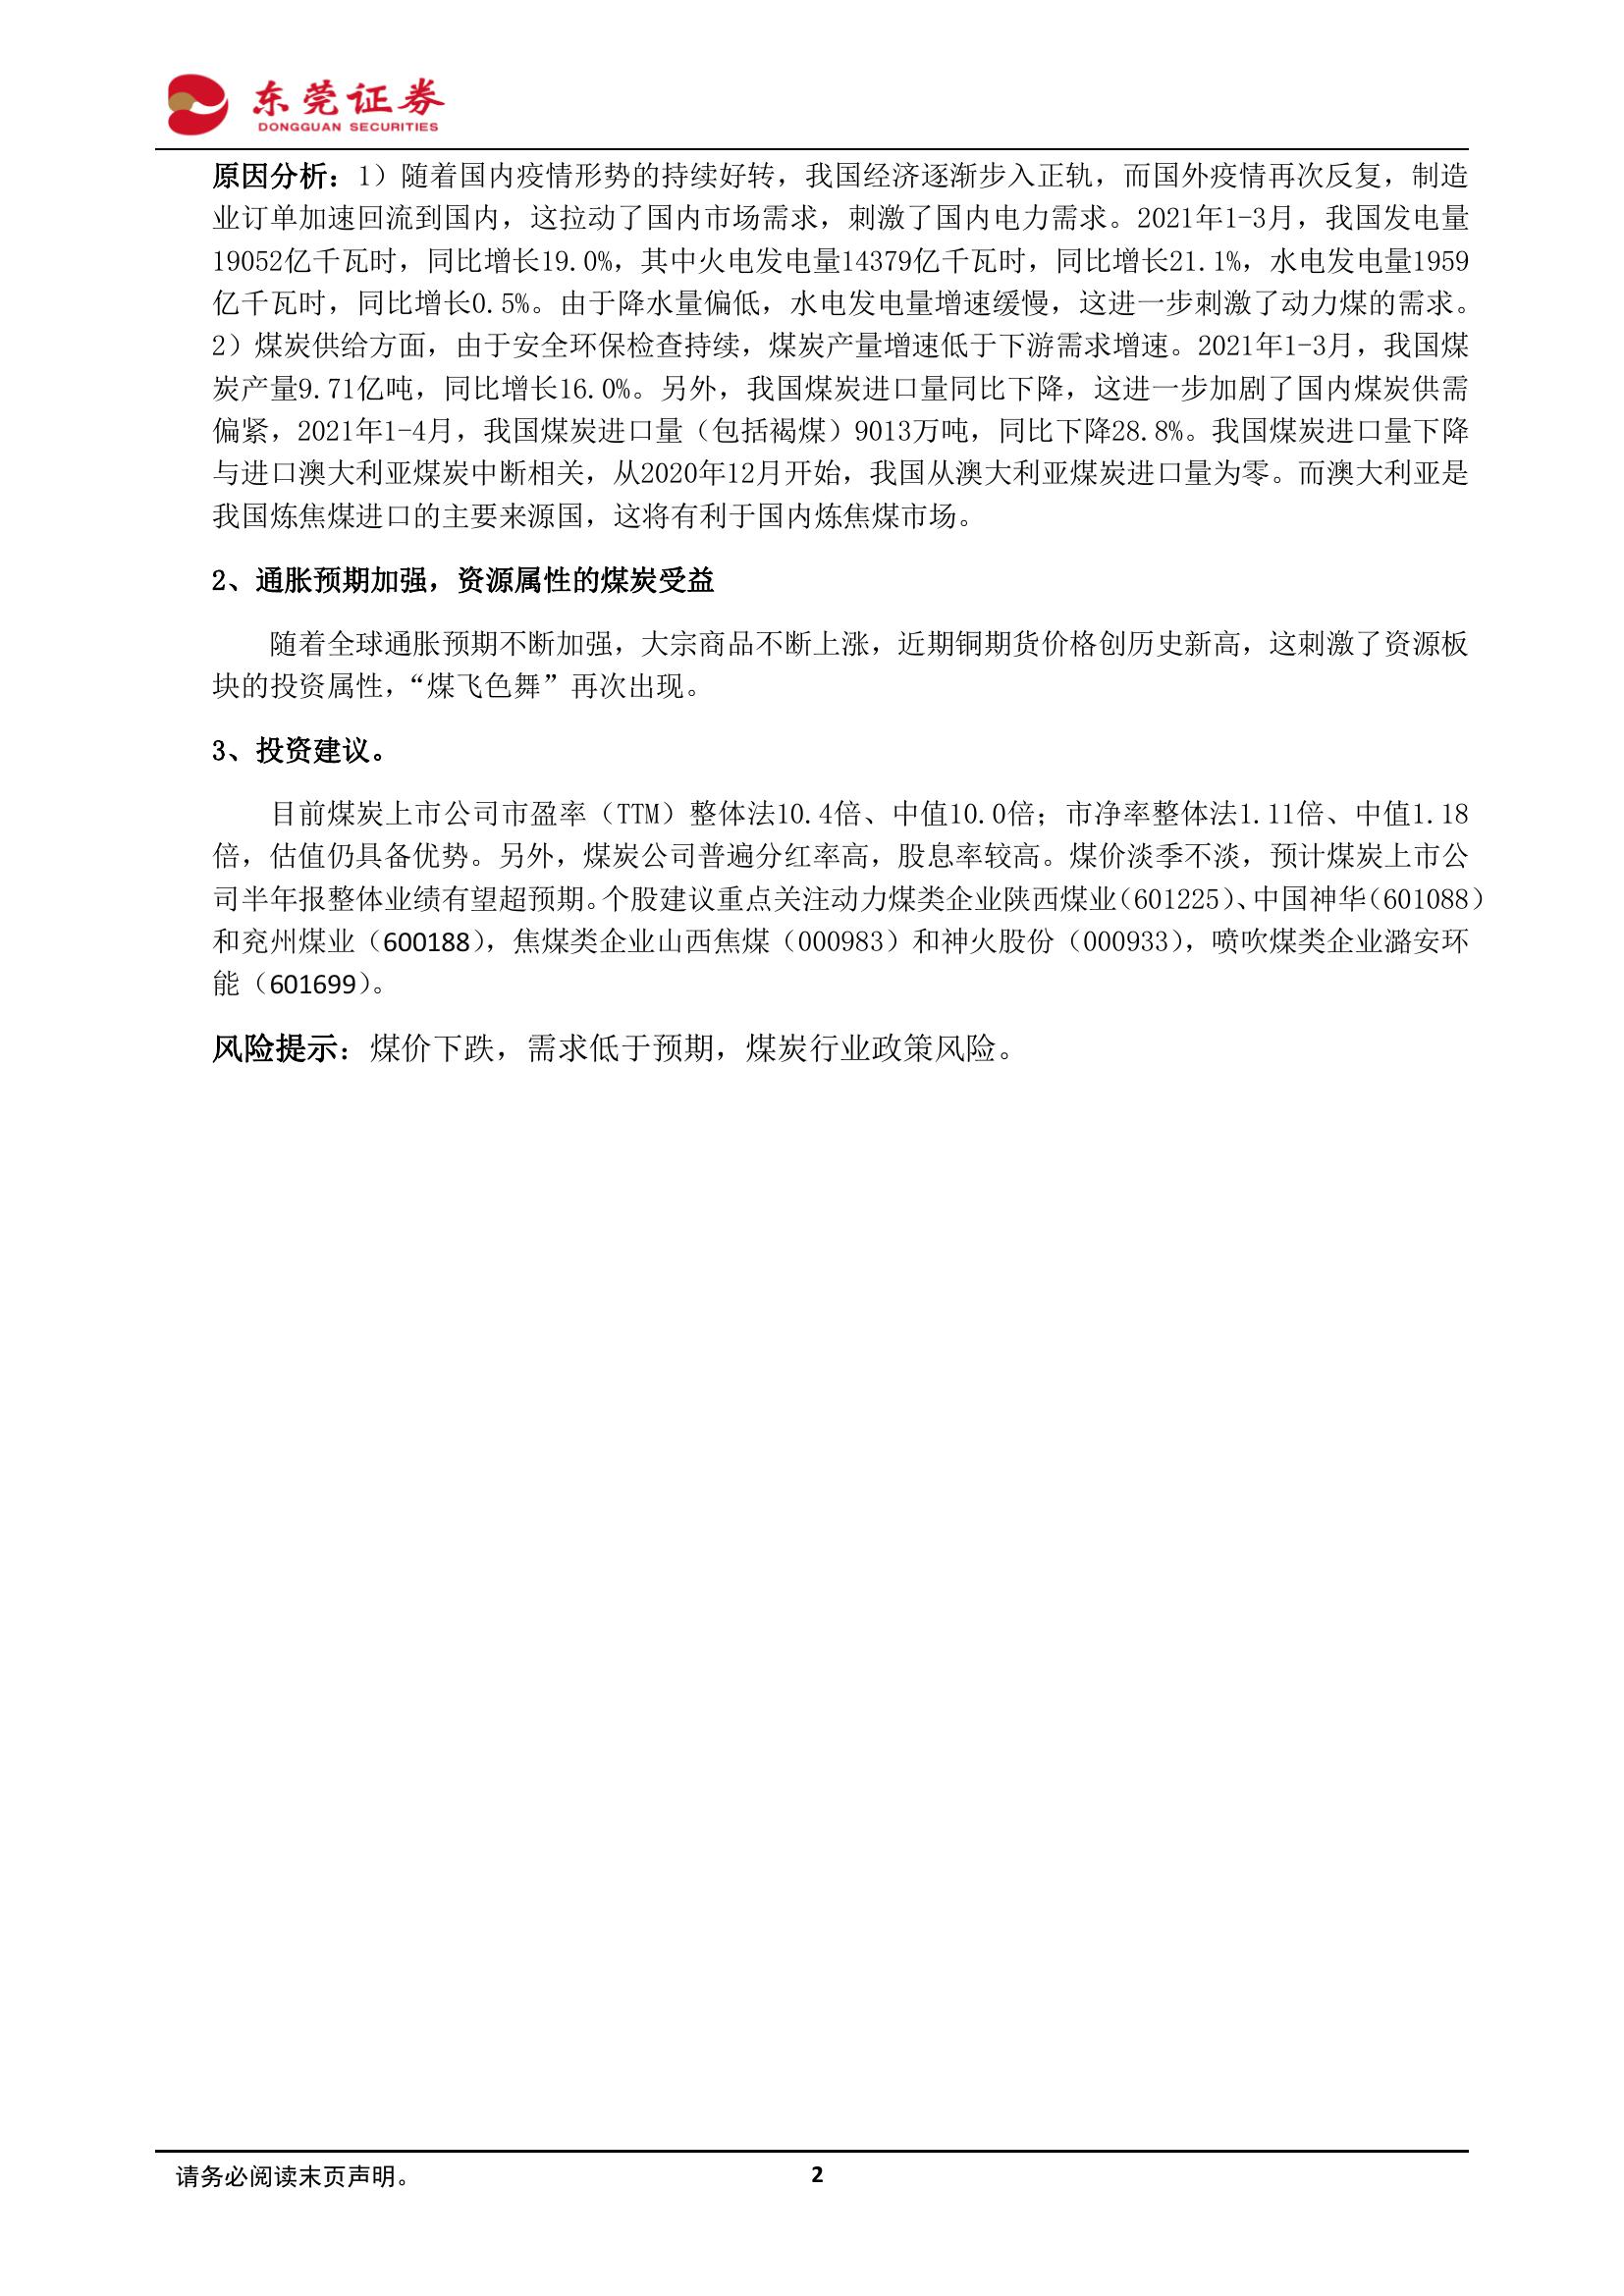 东莞证券
DONGGUAN SECURITIES
原因分析：1）随着国内疫情形势的持续好转，我国经济逐渐步入正轨，而国外疫情再次反复，制造
业订单加速回流到国内，这拉动了国内市场需求，刺激了国内电力需求。2021年1-3月，我国发电量
19052亿千瓦时，同比增长19.0%，其中火电发电量14379亿千瓦时，同比增长21.1%，水电发电量1959
亿千瓦时，同比增长0.5%。由于降水量偏低，水电发电量增速缓慢，这进一步刺激了动力煤的需求。
2）煤炭供给方面，由于安全环保检查持续，煤炭产量增速低于下游需求增速。2021年1-3月，我国煤
炭产量9.71亿吨，同比增长16.0%。另外，我国煤炭进口量同比下降，这进一步加剧了国内煤炭供需
偏紧，2021年1-4月，我国煤炭进口量（包括褐煤）9013万吨，同比下降28.8%。我国煤炭进口量下降
与进口澳大利亚煤炭中断相关，从2020年12月开始，我国从澳大利亚煤炭进口量为零。而澳大利亚是
我国炼焦煤进口的主要来源国，这将有利于国内炼焦煤市场。
2、通胀预期加强，资源属性的煤炭受益
随着全球通胀预期不断加强，大宗商品不断上涨，近期铜期货价格创历史新高，这刺激了资源板
块的投资属性，“煤飞色舞”再次出现。
3、投资建议。
目前煤炭上市公司市盈率（TTM）整体法10.4倍、中值10.0倍；市净率整体法1.11倍、中值1.18
倍，估值仍具备优势。另外，煤炭公司普遍分红率高，股息率较高。煤价淡季不淡，预计煤炭上市公
司半年报整体业绩有望超预期。个股建议重点关注动力煤类企业陕西煤业（601225）、中国神华（601088）
和兖州煤业（600188），焦煤类企业山西焦煤（000983）和神火股份（000933），喷吹煤类企业潞安环
能（601699）。
风险提示：煤价下跌，需求低于预期，煤炭行业政策风险。
请务必阅读末页声明。
2